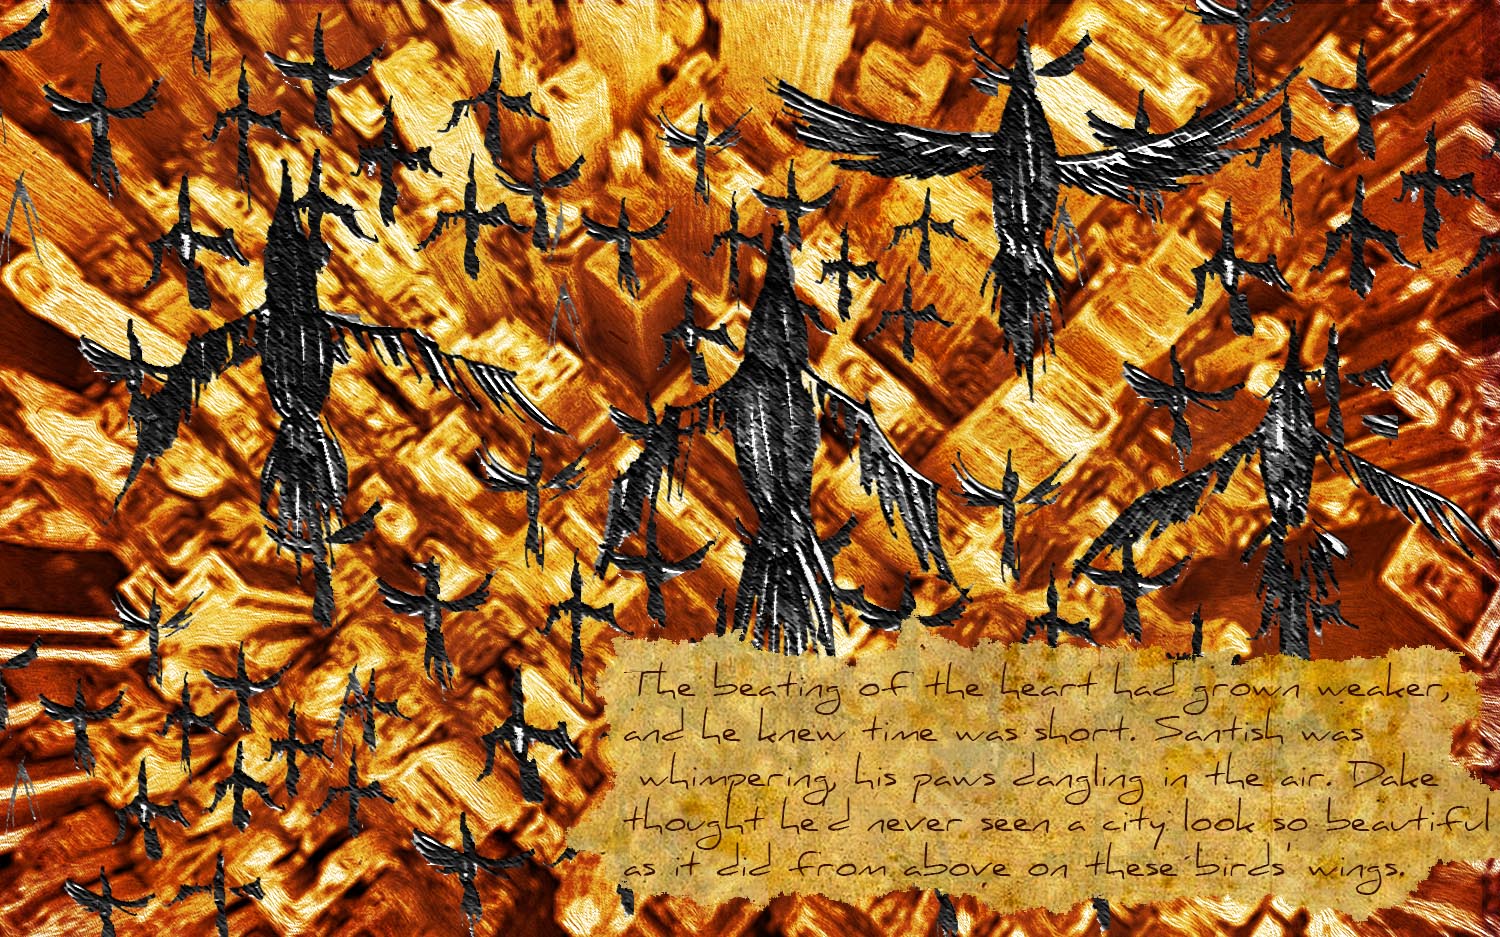 The beating of the heart had grown weaker,
and he knew time was short. Santish was
whimpering, his paws dangling in the air. Dake
thought he'd never seen a city look so beautiful
as it did from above on these birds' wings.